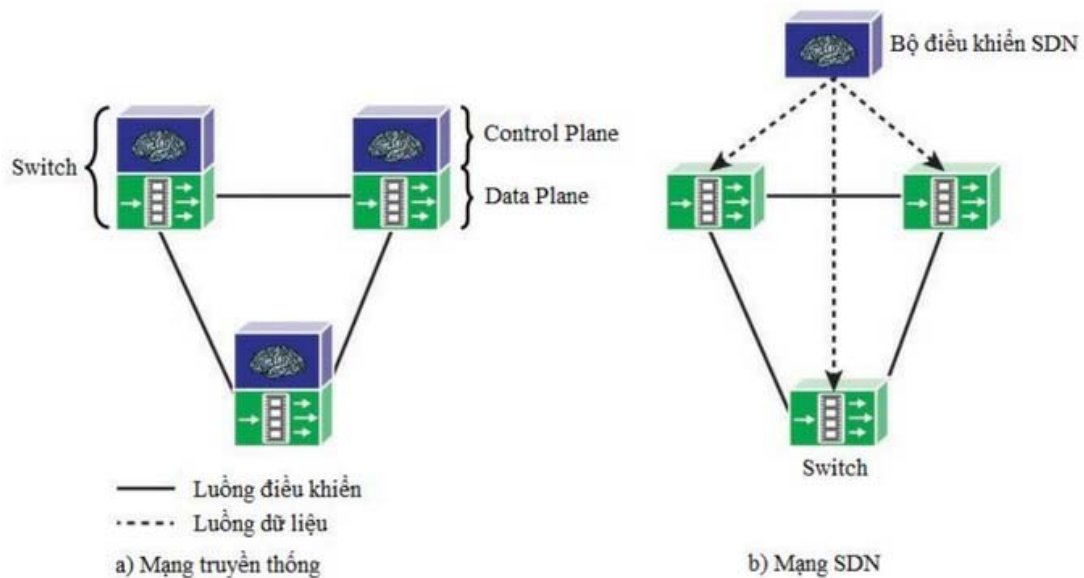 Bộ điều khiển SDN
Switch
Control Plane
Data Plane
Switch
Luồng điều khiển
Luồng dữ liệu
a) Mạng truyền thống
b) Mạng SDN